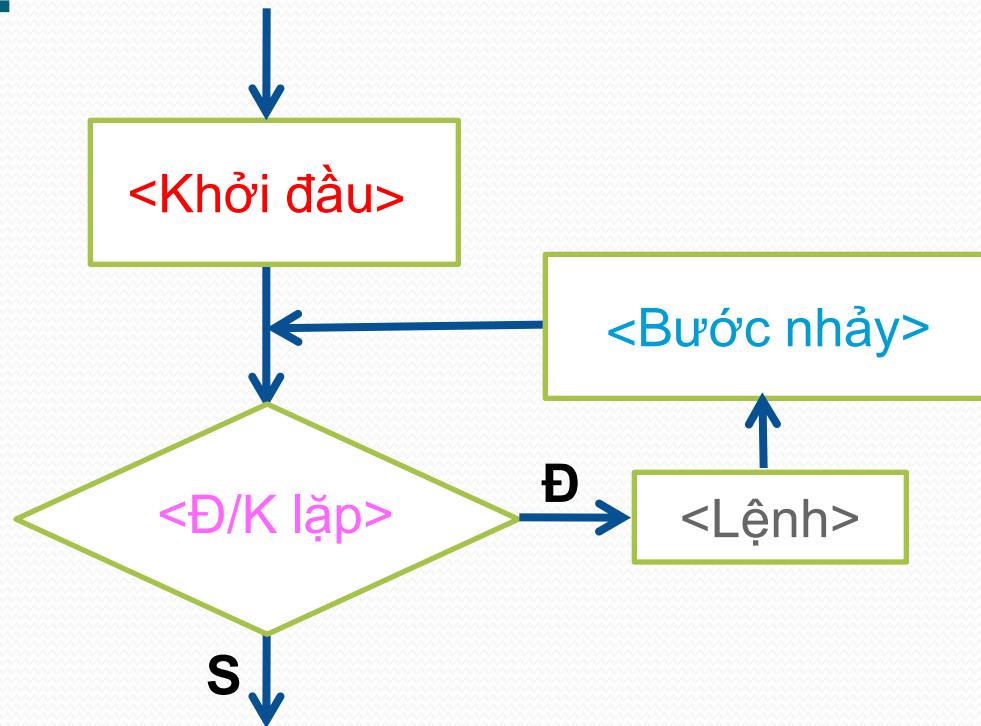 <Khởi đầu>
<Bước nhảy>
<Đ/K lặp>
Đ
<Lệnh>
S